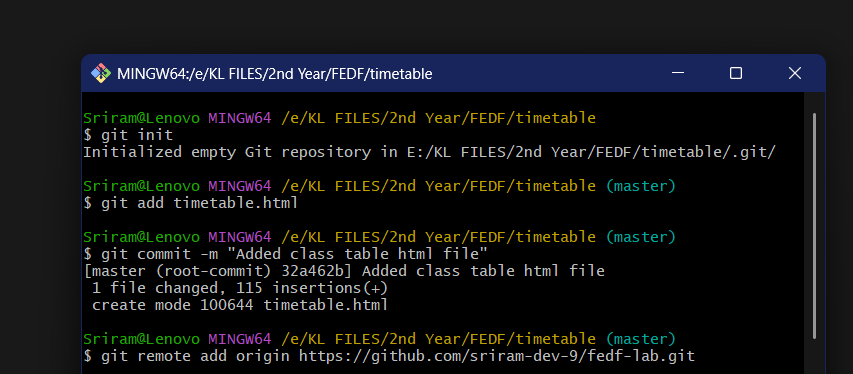 MINGW64:/e/KL FILES/2nd Year/FEDF/timetable
Sriram@Lenovo MINGW64 /e/KL FILES/2nd Year/FEDF/timetable
$ git init
Initialized empty Git repository in E:/KL FILES/2nd Year/FEDF/timetable/.git/
Sriram@Lenovo MINGW64 /e/KL FILES/2nd Year/FEDF/timetable (master)
$ git add timetable.html
Sriram@Lenovo MINGW64 /e/KL FILES/2nd Year/FEDF/timetable (master)
$ git commit -m "Added class table html file"
[master (root-commit) 32a462b] Added class table html file
 1 file changed, 115 insertions(+)
 create mode 100644 timetable.html
Sriram@Lenovo MINGW64 /e/KL FILES/2nd Year/FEDF/timetable (master)
$ git remote add origin https://github.com/sriram-dev-9/fedf-lab.git